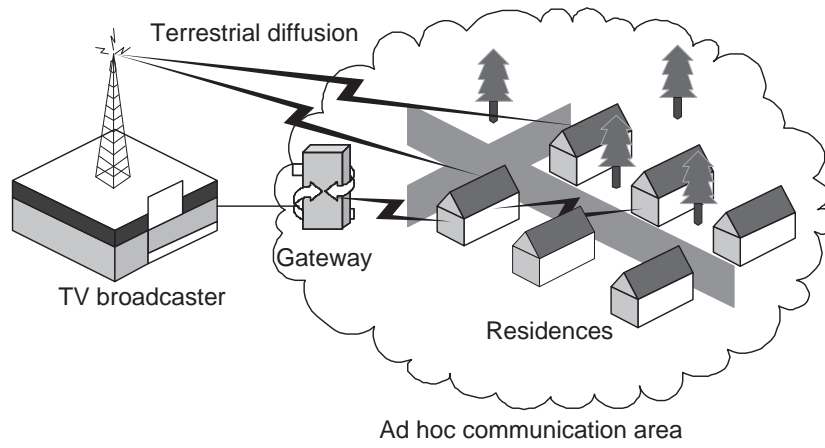 Terrestrial diffusion
Gateway
TV broadcaster
Residences
Ad hoc communication area